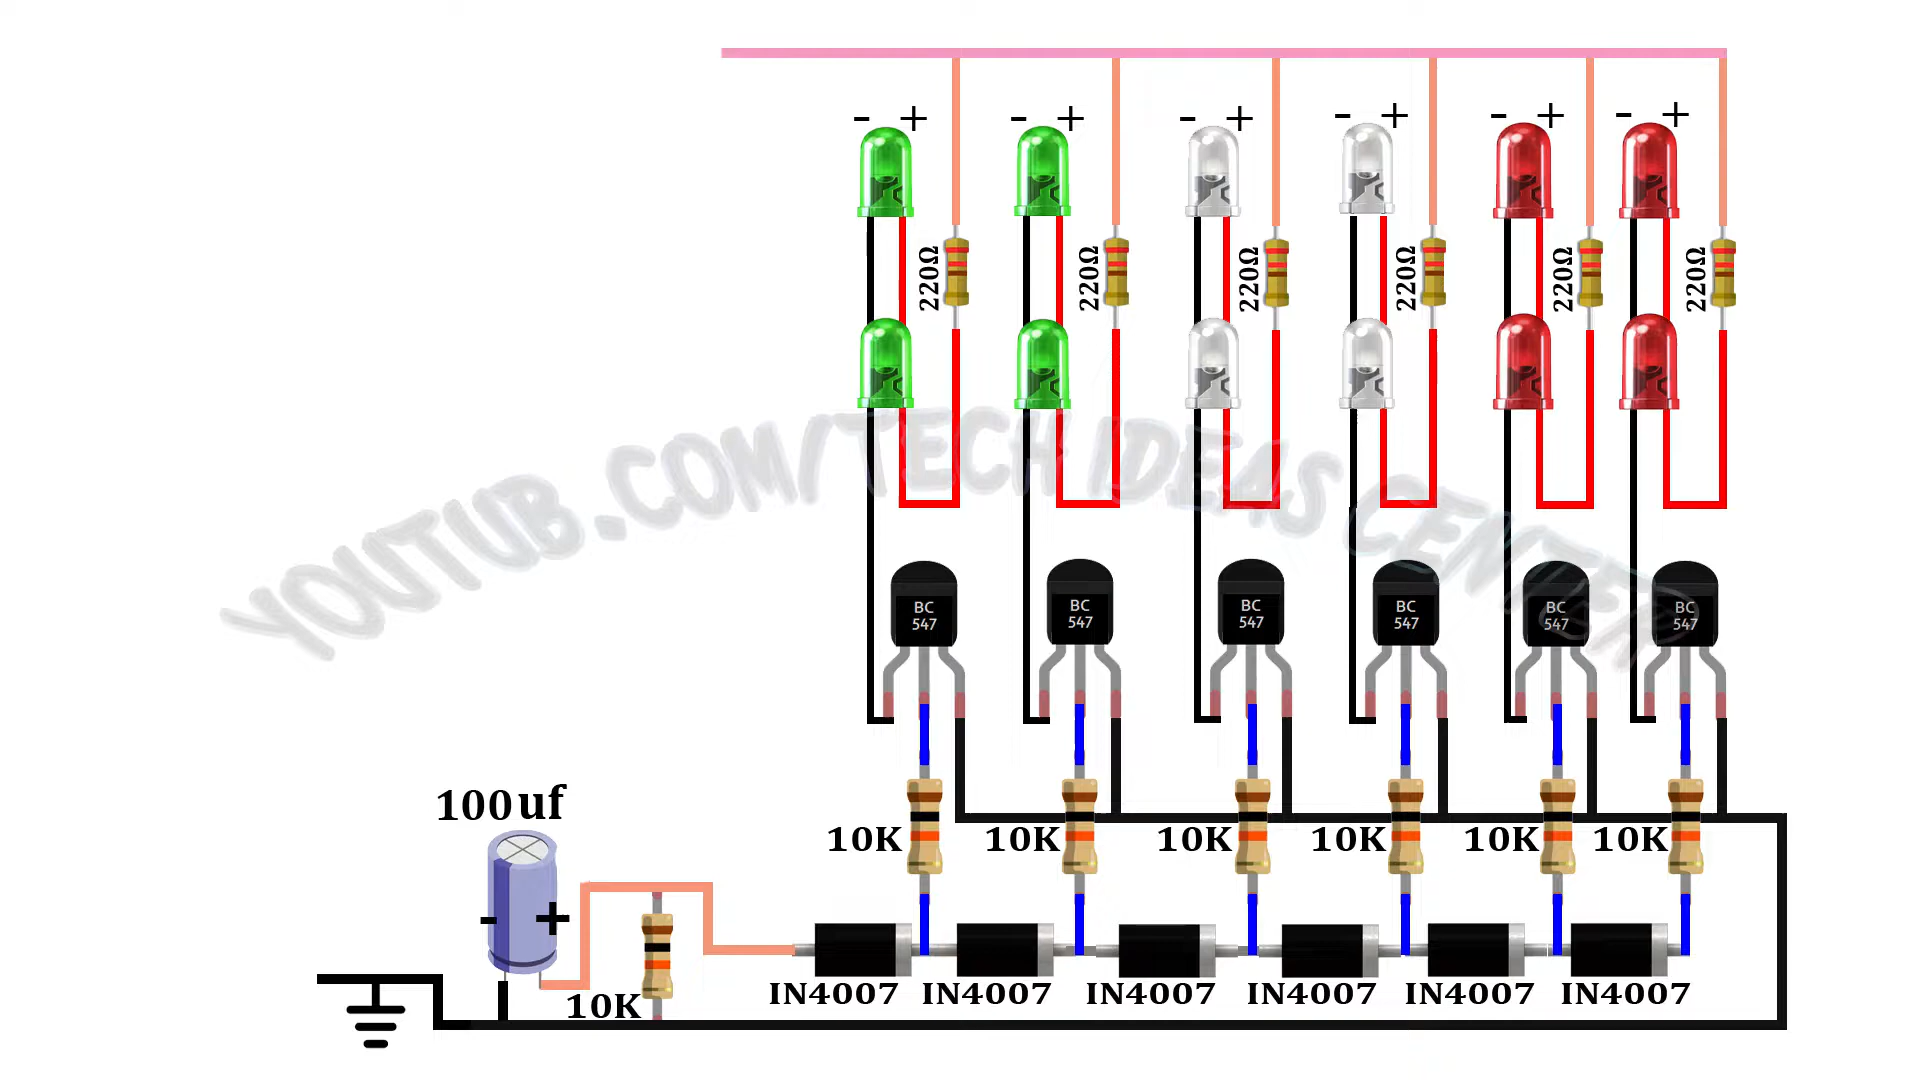 - + - + - + - + - + - +
220Ω 220Ω 220Ω 220Ω 220Ω 220Ω
YOUTUB.COM/TECH IDEAS CENTER
BC 547 BC 547 BC 547 BC 547 BC 547 BC 547
100uf
10K 10K 10K 10K 10K 10K
- +
10K
IN4007 IN4007 IN4007 IN4007 IN4007 IN4007